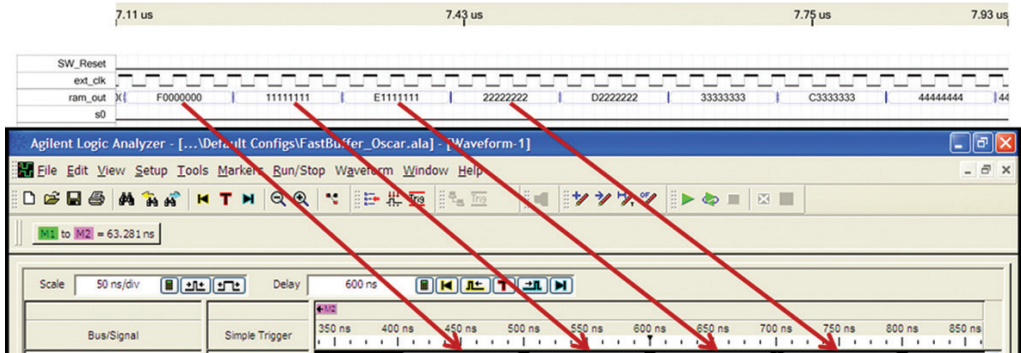 7.11 us 7.43 us 7.75 us 7.93 us
SW_Reset
ext_clk
ram_out X F0000000 11111111 E1111111 22222222 D2222222 33333333 C3333333 44444444 44
s0
Agilent Logic Analyzer - [...\Default Configs\FastBuffer_Oscar.ala] - [Waveform-1]
File Edit View Setup Tools Markers Run/Stop Waveform Window Help
M1 to M2 = 63.281 ns
Scale 50 ns/div Delay 600 ns
M2
Bus/Signal Simple Trigger 350 ns 400 ns 450 ns 500 ns 550 ns 600 ns 650 ns 700 ns 750 ns 800 ns 850 ns